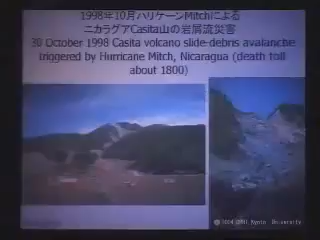 1998年10月ハリケーンMitchによる
ニカラグアCasita山の岩屑流災害
30 October 1998 Casita volcano slide-debris avalanche
triggered by Hurricane Mitch, Nicaragua (death toll
about 1800)
Kyoto University